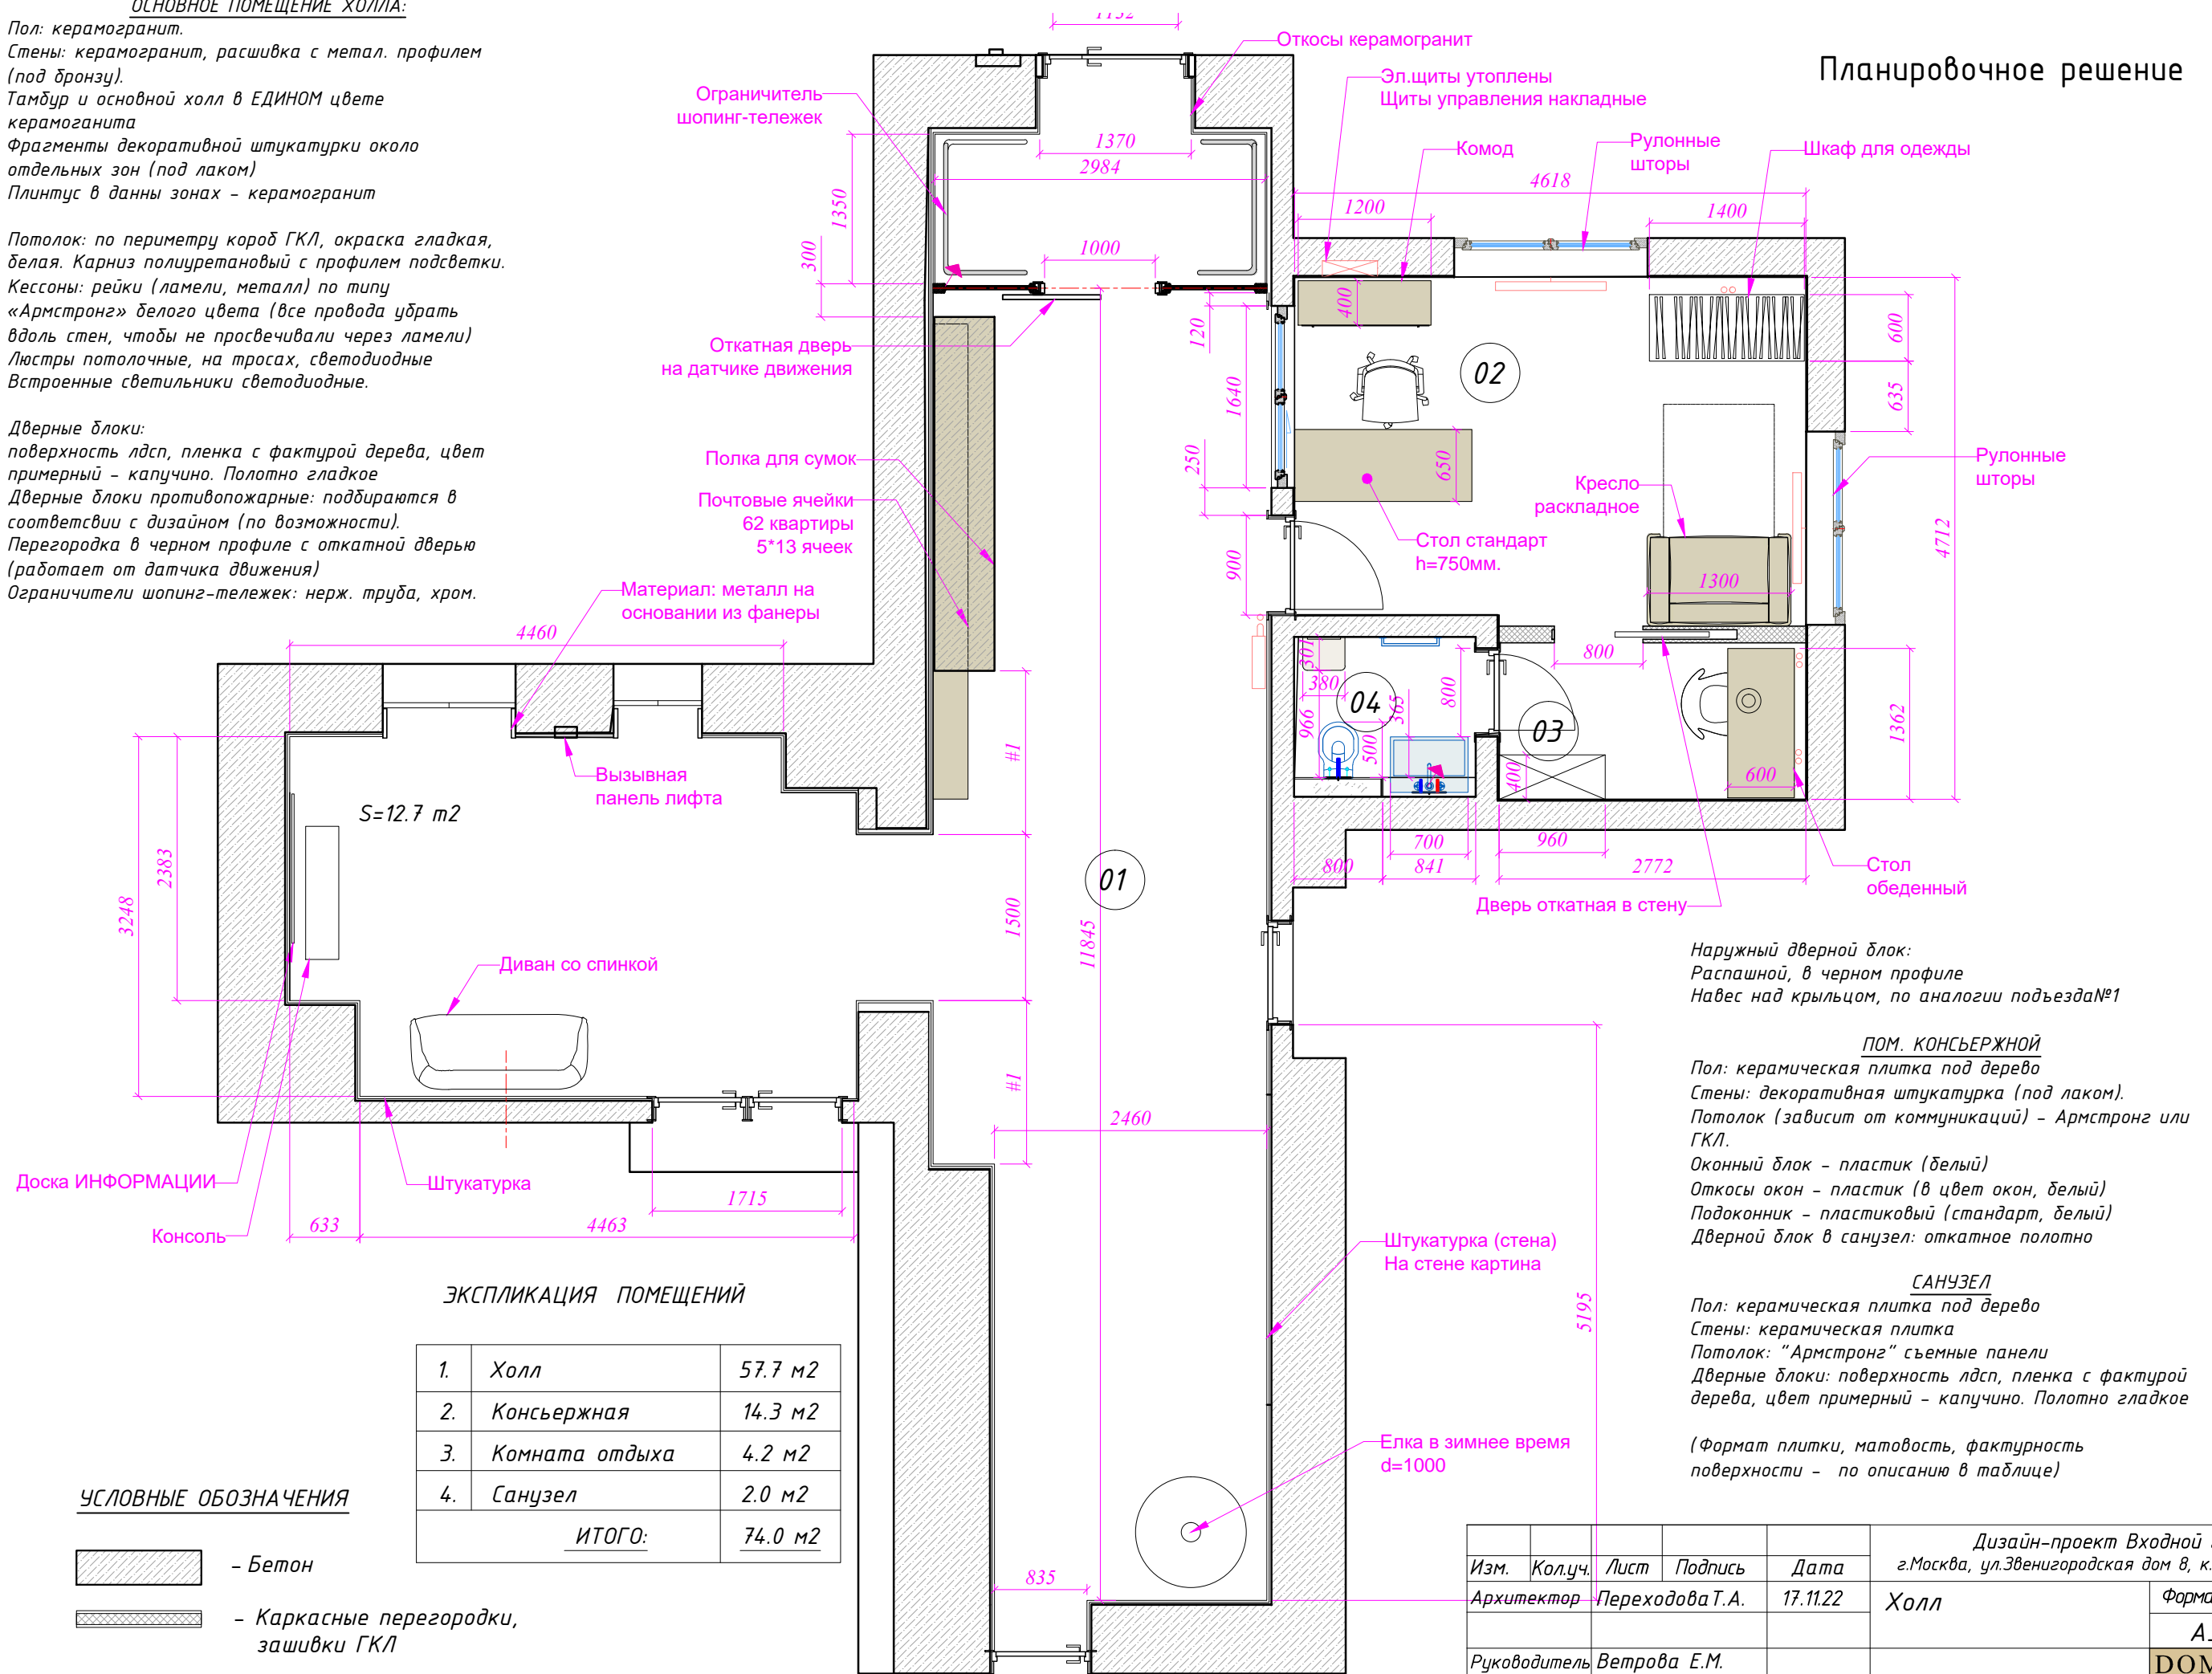 ОСНОВНОЕ ПОМЕЩЕНИЕ ХОЛЛА:
Пол: керамогранит.
Стены: керамогранит, расшивка с метал. профилем
(под бронзу).
Тамбур и основной холл в ЕДИНОМ цвете
керамоганита
Фрагменты декоративной штукатурки около
отдельных зон (под лаком)
Плинтус в данны зонах - керамогранит
Потолок: по периметру короб ГКЛ, окраска гладкая,
белая. Карниз полиуретановый с профилем подсветки.
Кессоны: рейки (ламели, металл) по типу
«Армстронг» белого цвета (все провода убрать
вдоль стен, чтобы не просвечивали через ламели)
Люстры потолочные, на тросах, светодиодные
Встроенные светильники светодиодные.
Дверные блоки:
поверхность лдсп, пленка с фактурой дерева, цвет
примерный - капучино. Полотно гладкое
Дверные блоки противопожарные: подбираются в
соответсвии с дизайном (по возможности).
Перегородка в черном профиле с откатной дверью
(работает от датчика движения)
Ограничители шопинг-тележек: нерж. труба, хром.
Планировочное решение
1132
Откосы керамогранит
Эл.щиты утоплены
Щиты управления накладные
Ограничитель
шопинг-тележек
Комод
Рулонные
шторы
Шкаф для одежды
1370
2984
1350
300
1000
4618
1200
1400
400
120
1640
250
900
600
635
4712
650
1300
02
Откатная дверь
на датчике движения
Полка для сумок
Почтовые ячейки
62 квартиры
5*13 ячеек
Материал: металл на
основании из фанеры
Кресло
раскладное
Рулонные
шторы
Стол стандарт
h=750мм.
4460
800
301
380
966
04
365
500
800
03
400
600
1362
700
800
841
960
2772
Стол
обеденный
Дверь откатная в стену
Вызывная
панель лифта
S=12.7 m2
#1
2383
3248
1500
01
11845
Диван со спинкой
#1
2460
Доска ИНФОРМАЦИИ
Штукатурка
Консоль
633
4463
1715
Штукатурка (стена)
На стене картина
5195
Елка в зимнее время
d=1000
835
Наружный дверной блок:
Распашной, в черном профиле
Навес над крыльцом, по аналогии подъезда№1
ПОМ. КОНСЬЕРЖНОЙ
Пол: керамическая плитка под дерево
Стены: декоративная штукатурка (под лаком).
Потолок (зависит от коммуникаций) - Армстронг или
ГКЛ.
Оконный блок - пластик (белый)
Откосы окон - пластик (в цвет окон, белый)
Подоконник - пластиковый (стандарт, белый)
Дверной блок в санузел: откатное полотно
САНУЗЕЛ
Пол: керамическая плитка под дерево
Стены: керамическая плитка
Потолок: "Армстронг" съемные панели
Дверные блоки: поверхность лдсп, пленка с фактурой
дерева, цвет примерный - капучино. Полотно гладкое
(Формат плитки, матовость, фактурность
поверхности - по описанию в таблице)
ЭКСПЛИКАЦИЯ ПОМЕЩЕНИЙ
1. Холл 57.7 м2
2. Консьержная 14.3 м2
3. Комната отдыха 4.2 м2
4. Санузел 2.0 м2
ИТОГО: 74.0 м2
УСЛОВНЫЕ ОБОЗНАЧЕНИЯ
- Бетон
- Каркасные перегородки,
зашивки ГКЛ
Дизайн-проект Входной
Изм. Кол.уч. Лист Подпись Дата
г.Москва, ул.Звенигородская дом 8, к.
Архитектор Переходова Т.А. 17.11.22
Холл
Форма
Руководитель Ветрова Е.М.
DOM